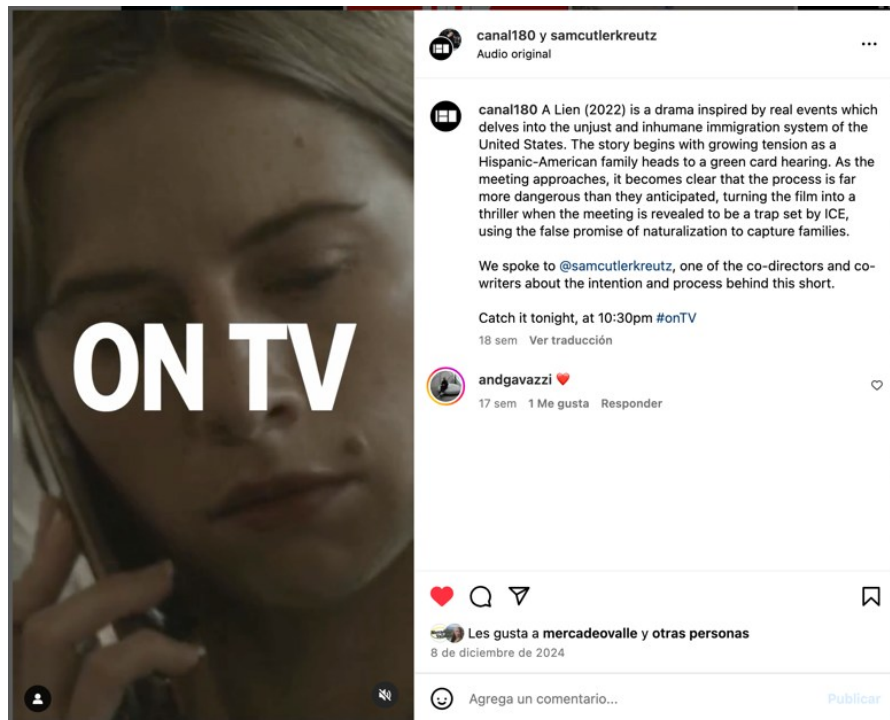 ON TV
canal180 y samcutlerkreutz
Audio original
canal180 A Lien (2022) is a drama inspired by real events which
delves into the unjust and inhumane immigration system of the
United States. The story begins with growing tension as a
Hispanic-American family heads to a green card hearing. As the
meeting approaches, it becomes clear that the process is far
more dangerous than they anticipated, turning the film into a
thriller when the meeting is revealed to be a trap set by ICE,
using the false promise of naturalization to capture families.
We spoke to @samcutlerkreutz, one of the co-directors and co-
writers about the intention and process behind this short.
Catch it tonight, at 10:30pm #onTV
18 sem Ver traducción
andgavazzi ❤️
17 sem 1 Me gusta Responder
Les gusta a mercadeovalle y otras personas
8 de diciembre de 2024
Agrega un comentario...
Publicar